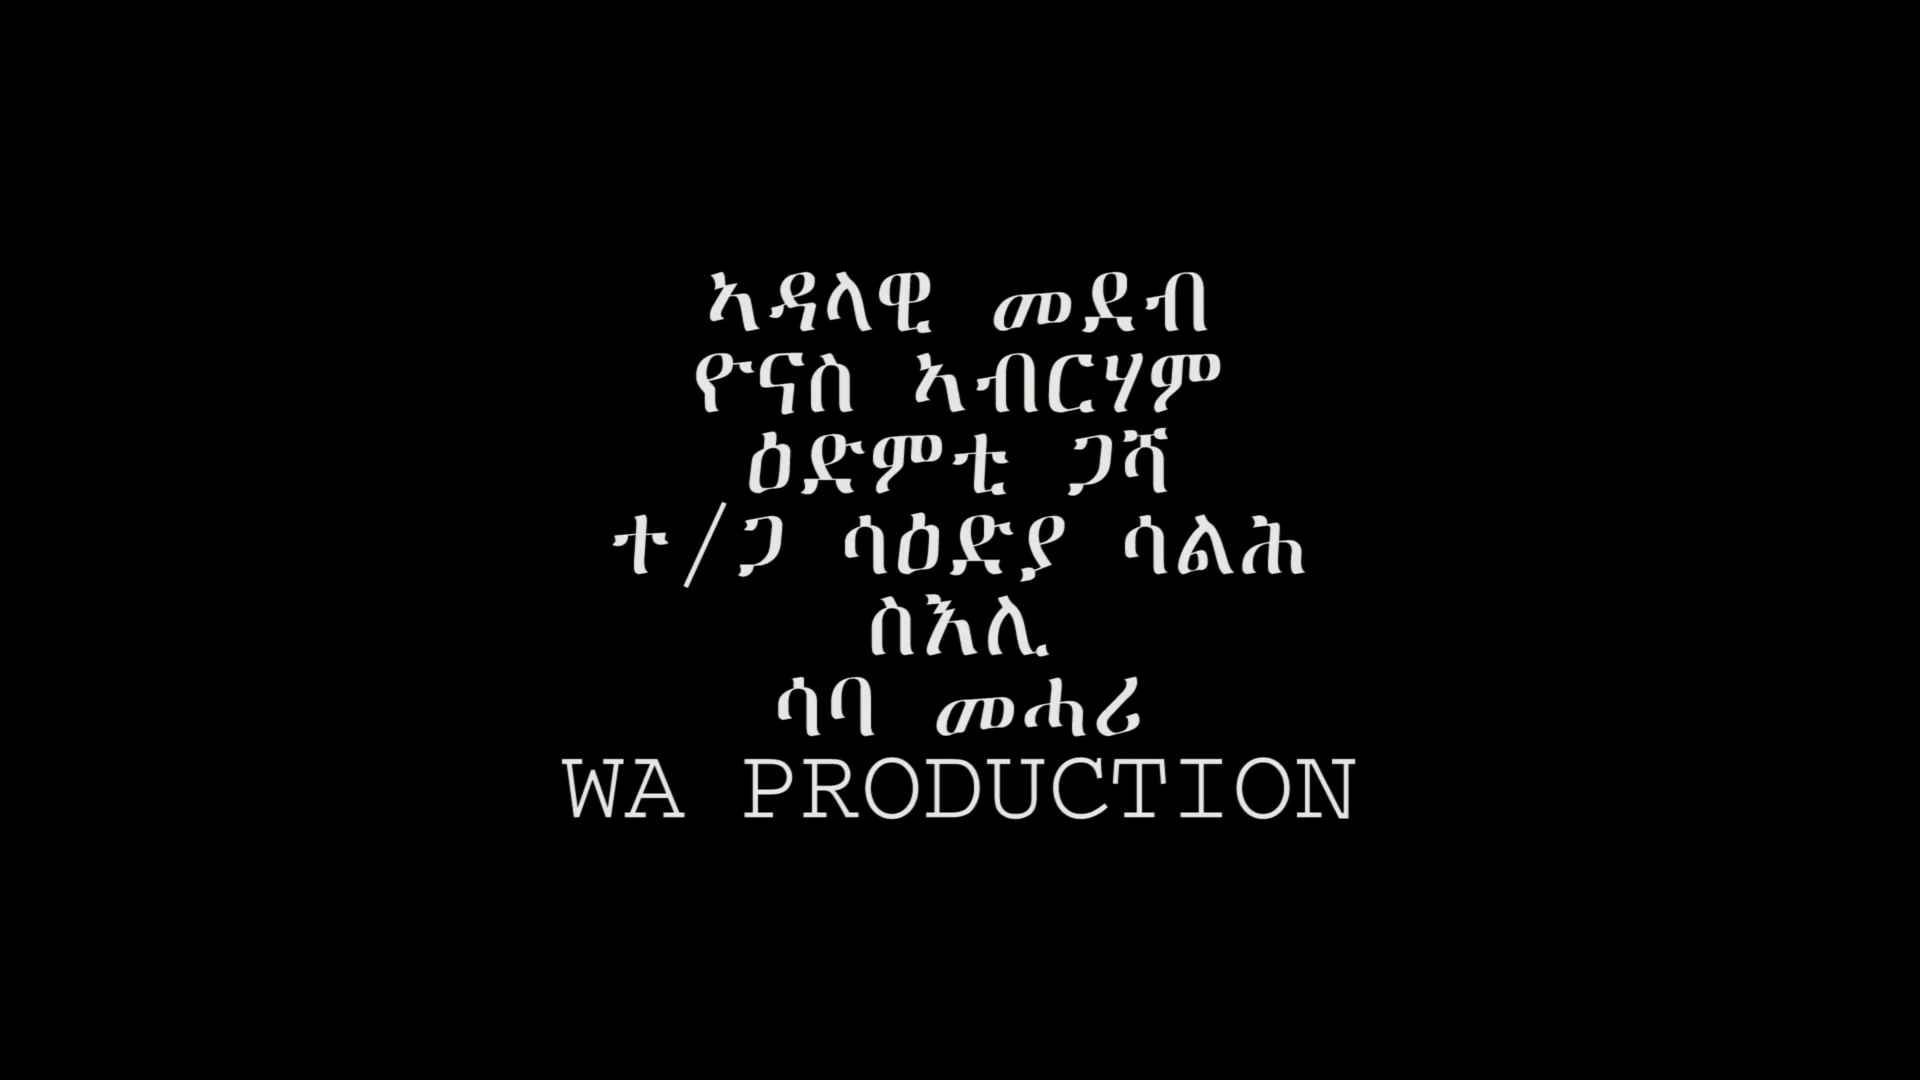 ኣዳላዊ መደብ
ዮናስ ኣብርሃም
ዕድምቲ ጋሻ
ተ/ጋ ሳዕድያ ሳልሕ
ስእሊ
ሳባ መሓሪ
WA PRODUCTION